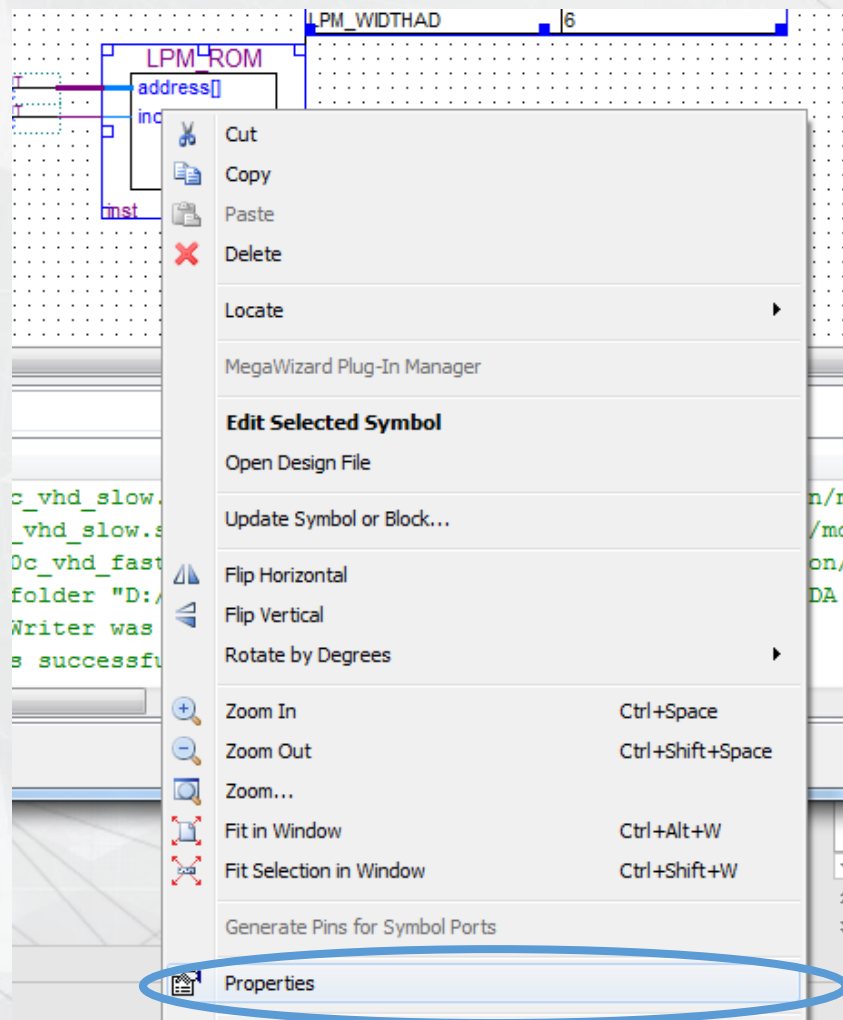 LPM_WIDTHAD 6
LPM_ROM
address[]
inst
Cut
Copy
Paste
Delete
Locate
MegaWizard Plug-In Manager
Edit Selected Symbol
Open Design File
c_vhd_slow.
Update Symbol or Block...
_vhd_slow.s
0c_vhd_fast
Flip Horizontal
folder "D:/
DA
Flip Vertical
Writer was
Rotate by Degrees
s successfu
Zoom In Ctrl+Space
Zoom Out Ctrl+Shift+Space
Zoom...
Fit in Window Ctrl+Alt+W
Fit Selection in Window Ctrl+Shift+W
Generate Pins for Symbol Ports
Properties